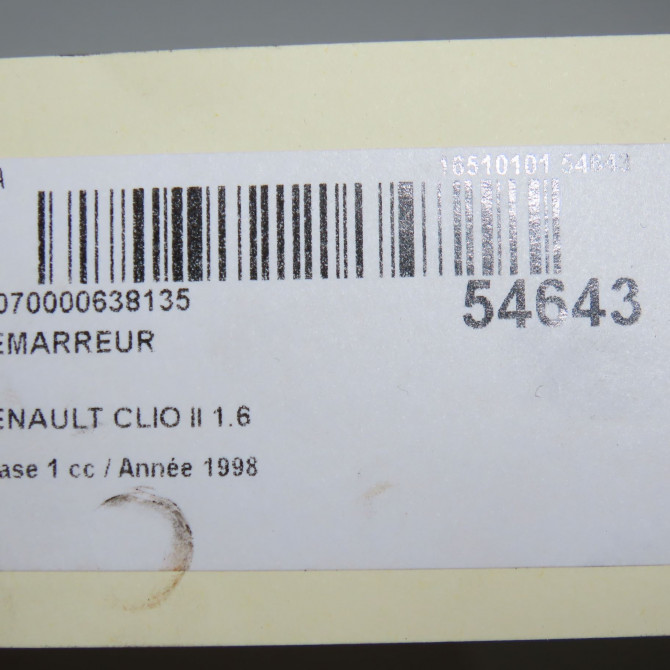 16510101 54643
070000638135
54643
EMARREUR
ENAULT CLIO II 1.6
ase 1 cc / Année 1998